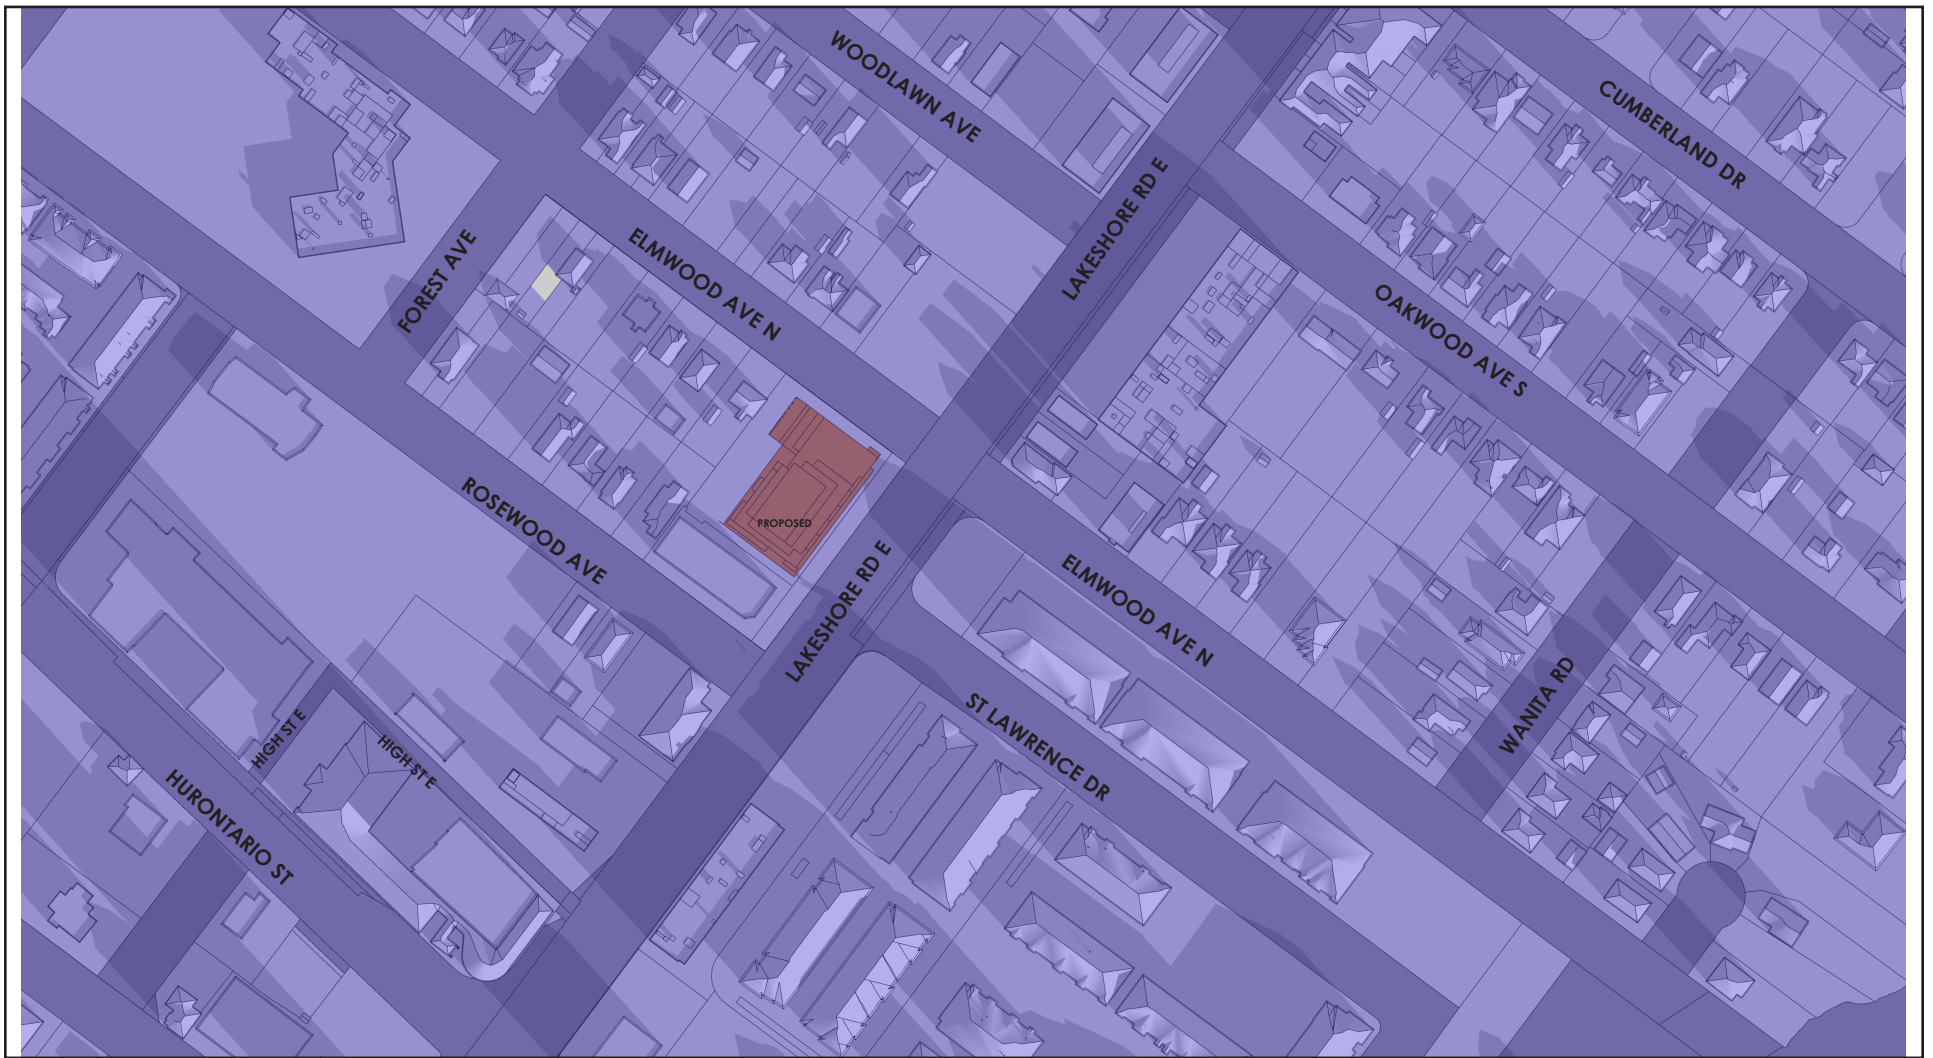 WOODLAWN AVE
CUMBERLAND DR
LAKESHORE RD E
FOREST AVE
ELMWOOD AVE N
OAKWOOD AVE S
ROSEWOOD AVE
PROPOSED
LAKESHORE RD E
ELMWOOD AVE N
WANITA RD
ST LAWRENCE DR
HIGH ST E
HIGH ST E
HURONTARIO ST